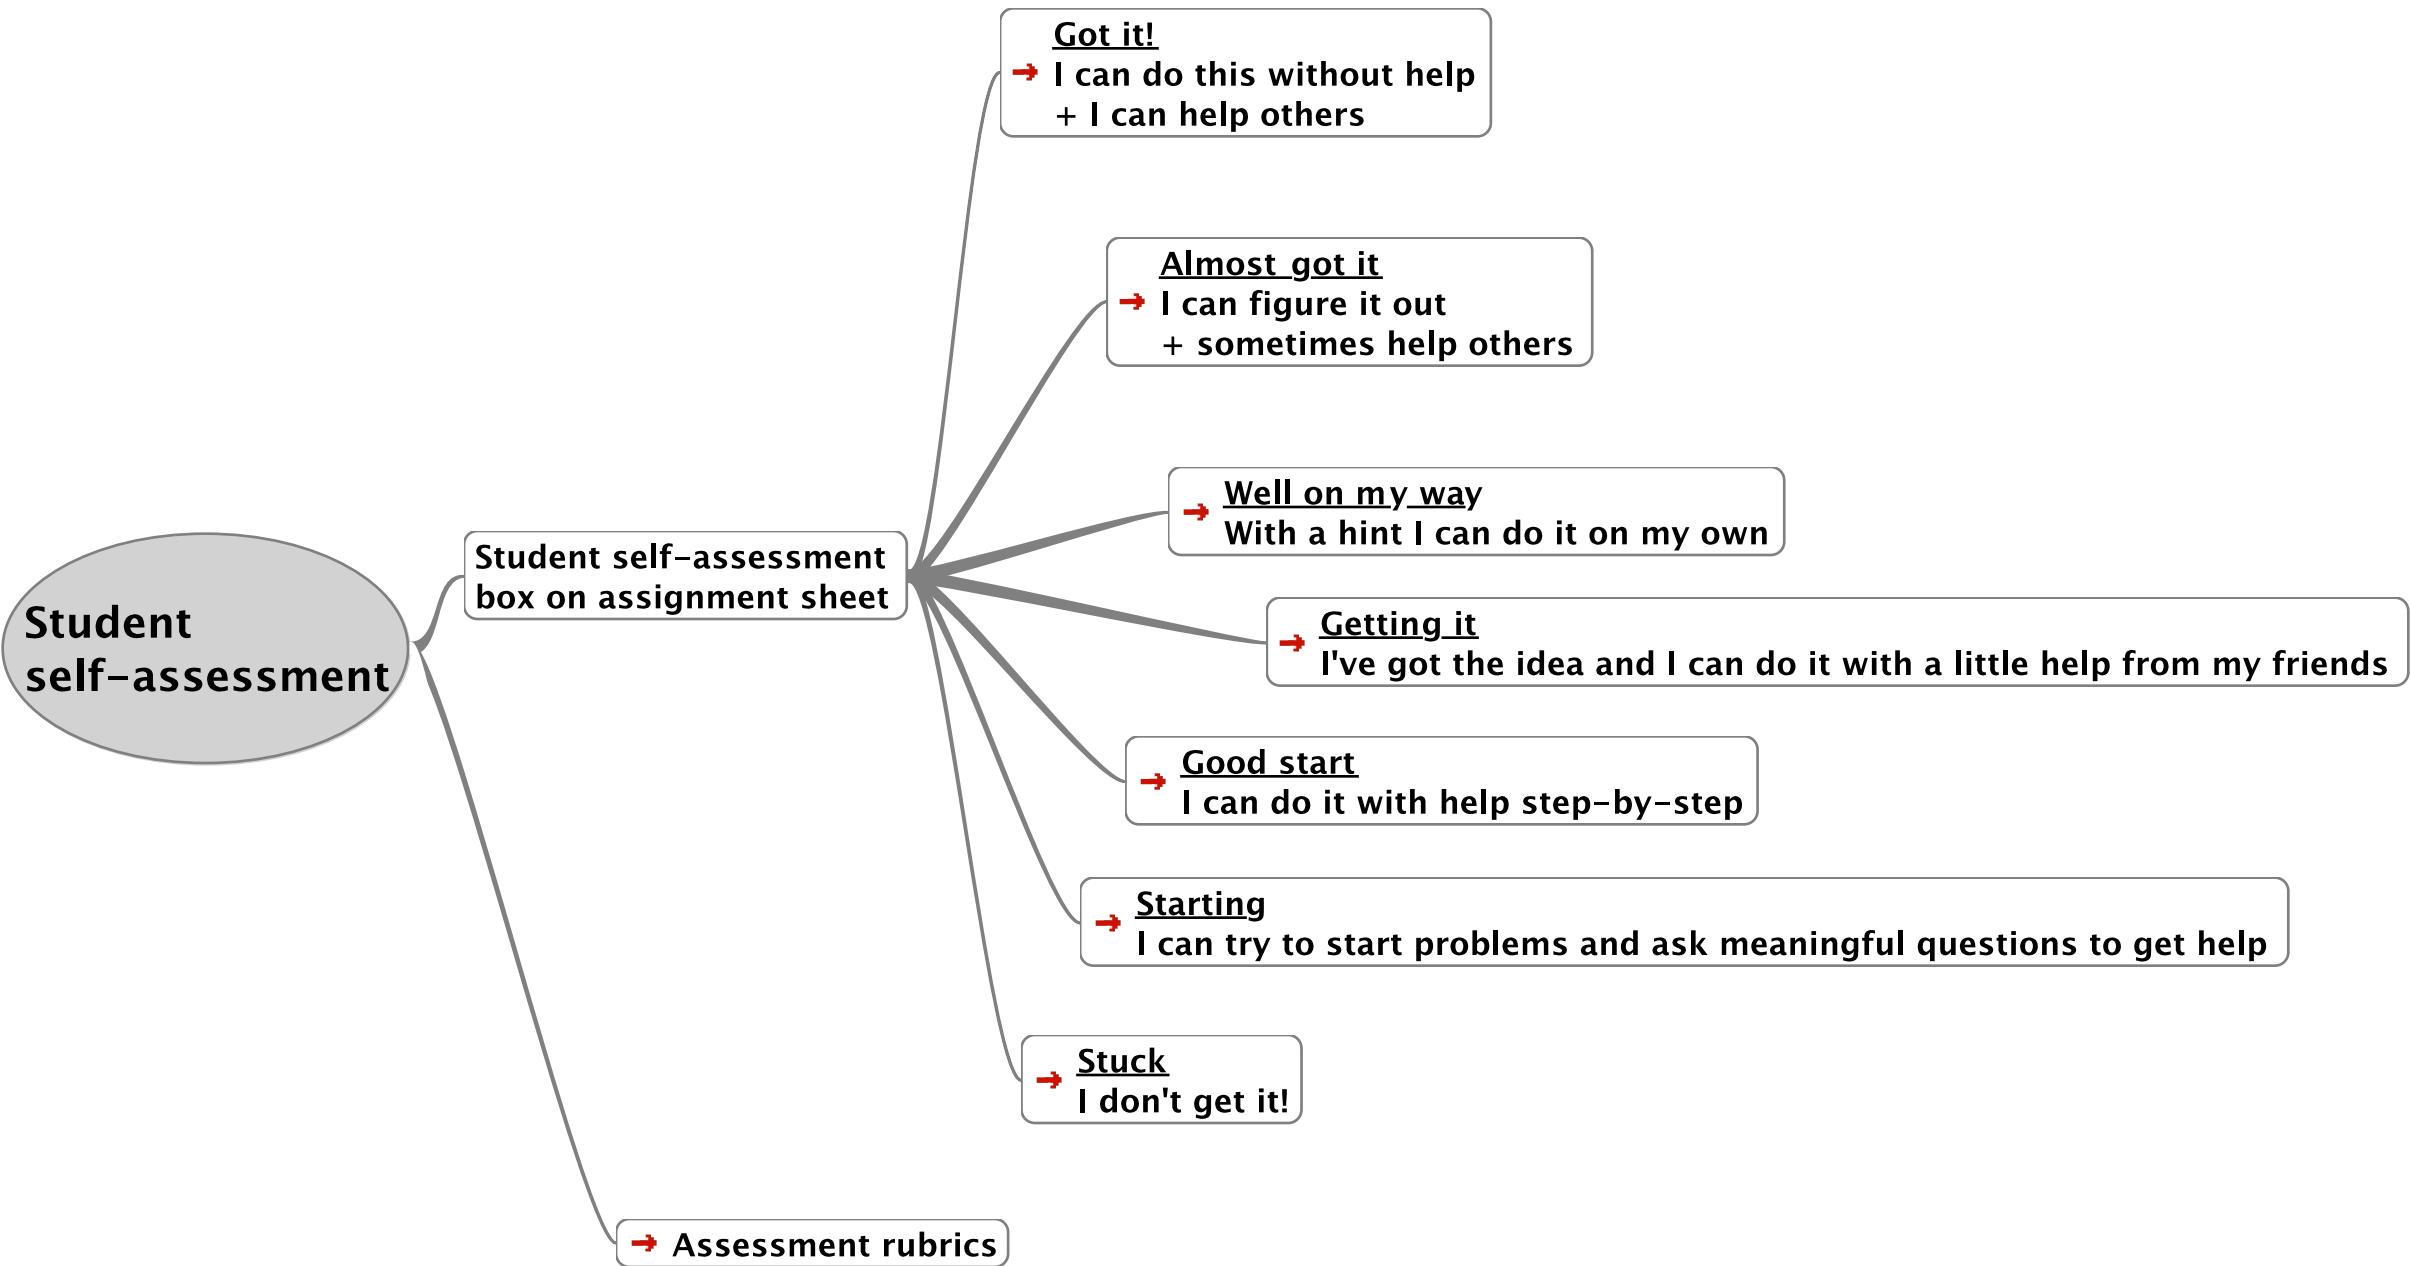 Student
self-assessment
Student self-assessment
box on assignment sheet
Got it!
I can do this without help
+ I can help others
Almost got it
I can figure it out
+ sometimes help others
Well on my way
With a hint I can do it on my own
Getting it
I've got the idea and I can do it with a little help from my friends
Good start
I can do it with help step-by-step
Starting
I can try to start problems and ask meaningful questions to get help
Stuck
I don't get it!
Assessment rubrics